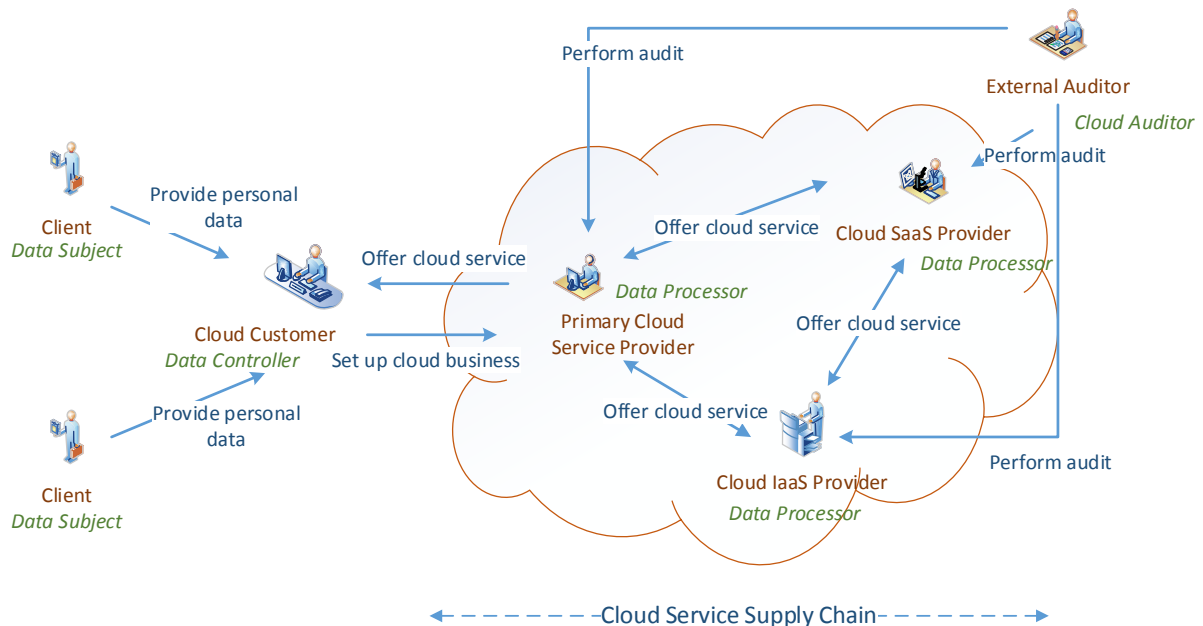 Perform audit
External Auditor
Cloud Auditor
Perform audit
Client
Data Subject
Provide personal
data
Cloud Customer
Data Controller
Offer cloud service
Set up cloud business
Provide personal
data
Client
Data Subject
Data Processor
Primary Cloud
Service Provider
Offer cloud service
Cloud SaaS Provider
Data Processor
Offer cloud service
Offer cloud service
Cloud IaaS Provider
Data Processor
Perform audit
Cloud Service Supply Chain